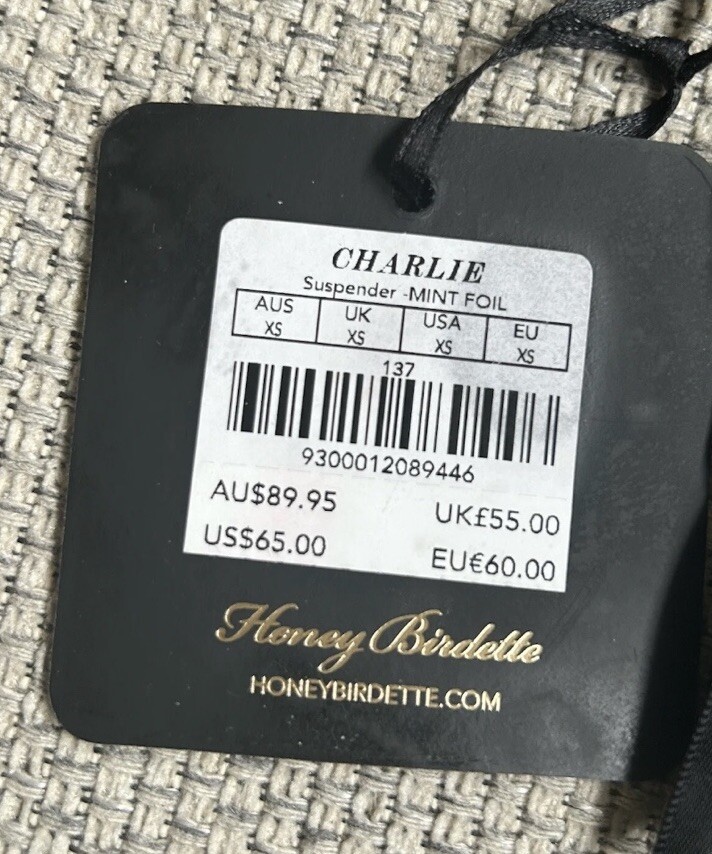 CHARLIE
Suspender -MINT FOIL
AUS UK USA EU
XS XS XS XS
137
9300012089446
AU$89.95 UK£55.00
US$65.00 EU€60.00
Honey Birdette
HONEYBIRDETTE.COM